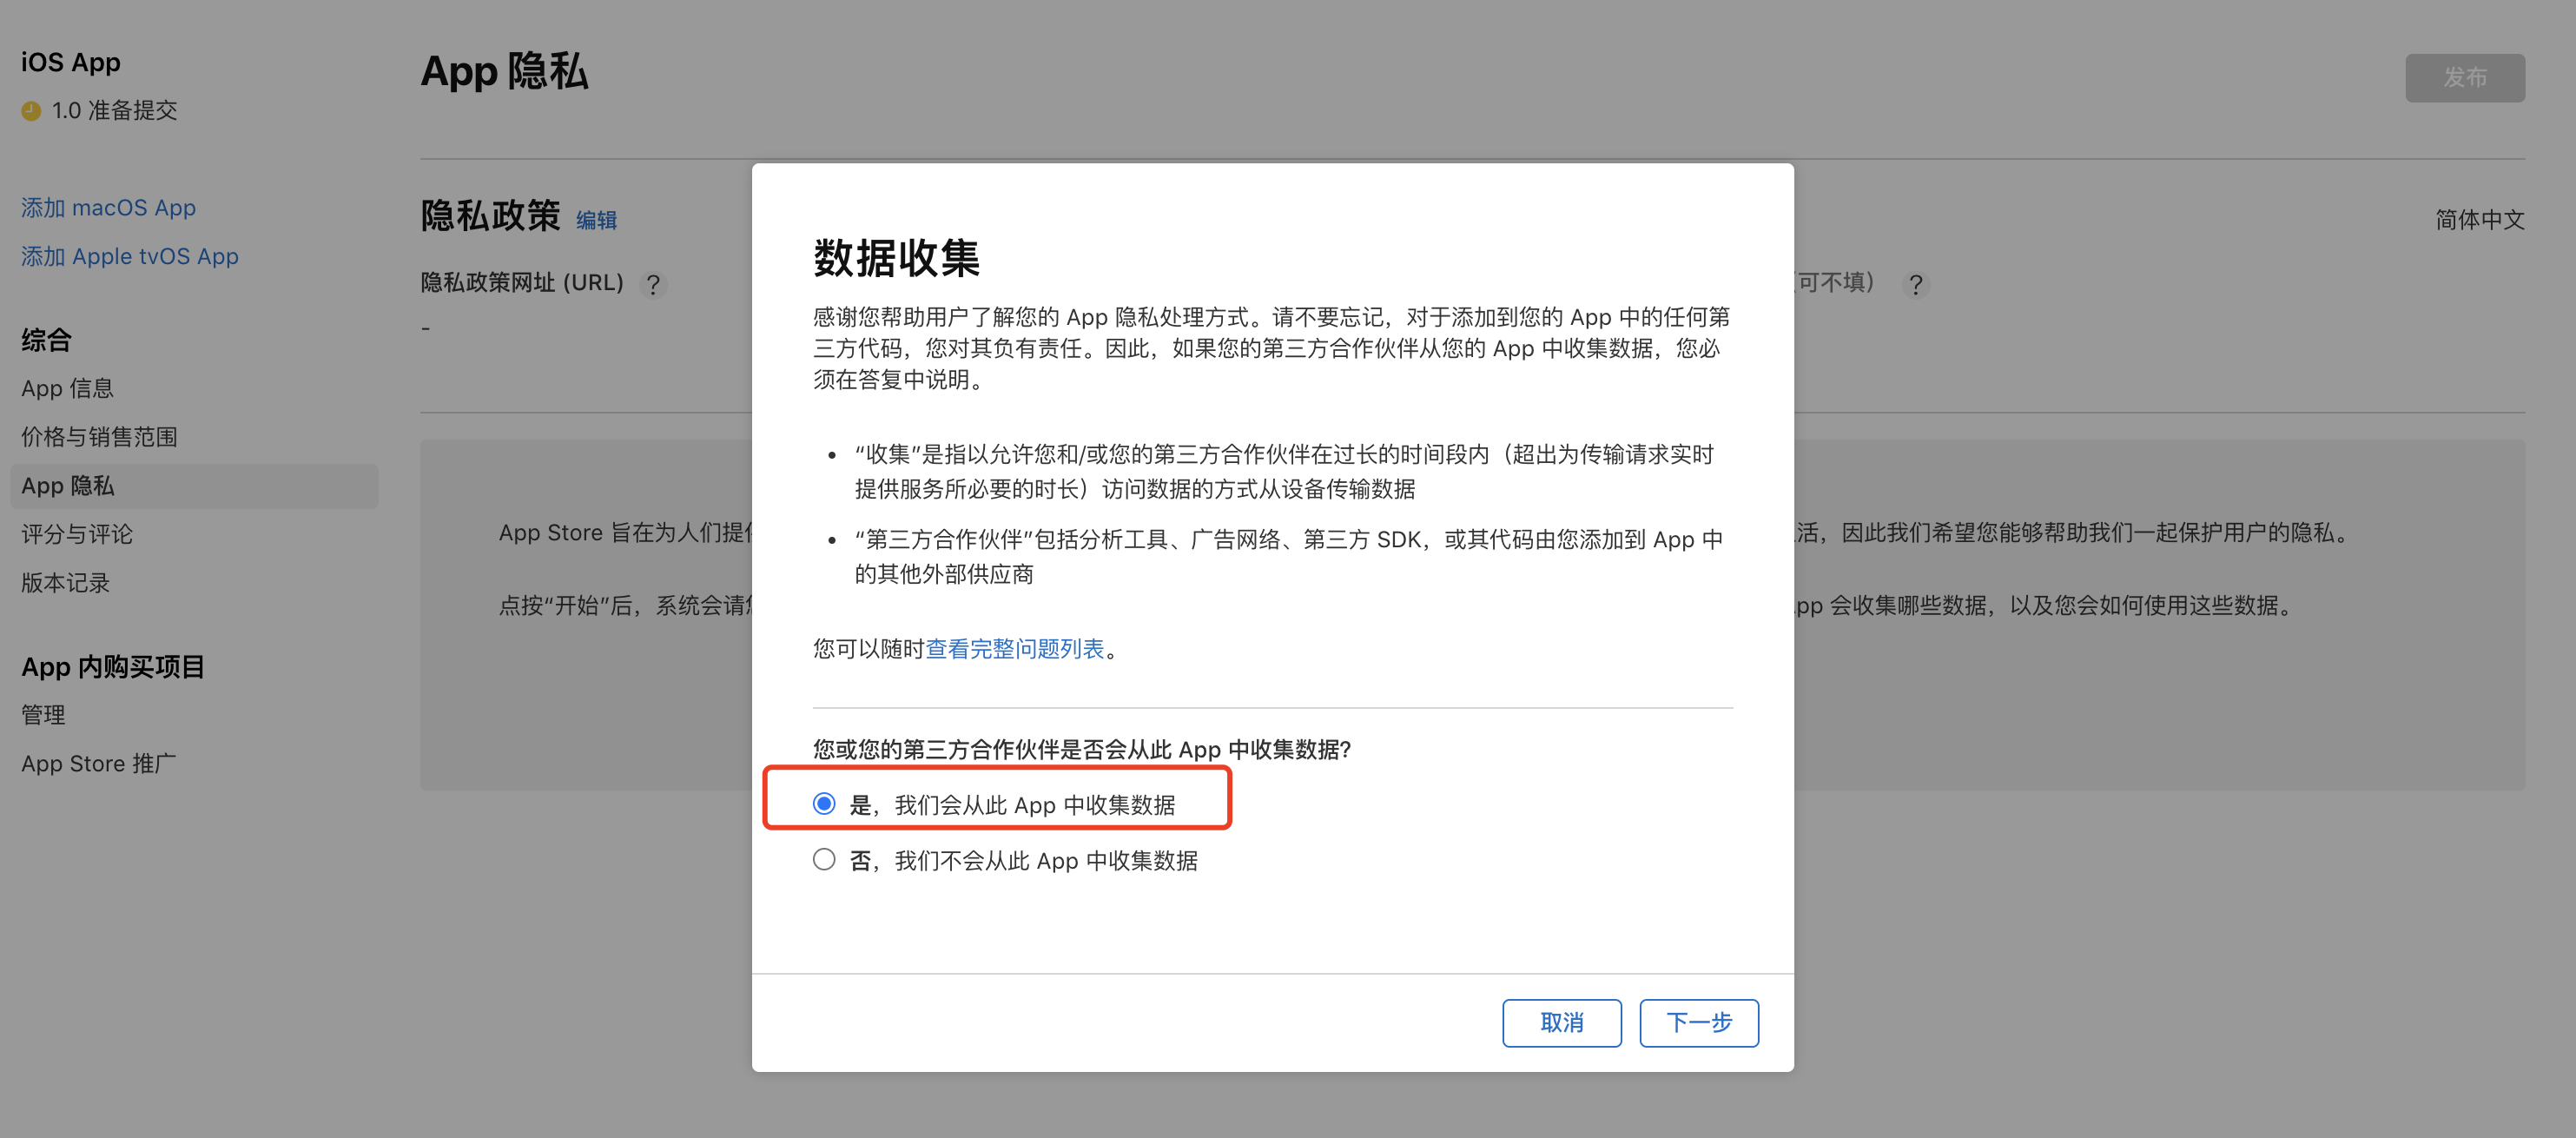 iOS App
1.0 准备提交
添加 macOS App
添加 Apple tvOS App
综合
App 信息
价格与销售范围
App 隐私
评分与评论
版本记录
App 内购买项目
管理
App Store 推广
App 隐私
发布
隐私政策 编辑
简体中文
隐私政策网址 (URL) ?
可不填） ?
-
App Store 旨在为人们提
活，因此我们希望您能够帮助我们一起保护用户的隐私。
点按“开始”后，系统会请
pp 会收集哪些数据，以及您会如何使用这些数据。
数据收集
感谢您帮助用户了解您的 App 隐私处理方式。请不要忘记，对于添加到您的 App 中的任何第
三方代码，您对其负有责任。因此，如果您的第三方合作伙伴从您的 App 中收集数据，您必
须在答复中说明。
• “收集”是指以允许您和/或您的第三方合作伙伴在过长的时间段内（超出为传输请求实时
提供服务所必要的时长）访问数据的方式从设备传输数据
• “第三方合作伙伴”包括分析工具、广告网络、第三方 SDK，或其代码由您添加到 App 中
的其他外部供应商
您可以随时查看完整问题列表。
您或您的第三方合作伙伴是否会从此 App 中收集数据?
是，我们会从此 App 中收集数据
否，我们不会从此 App 中收集数据
取消
下一步